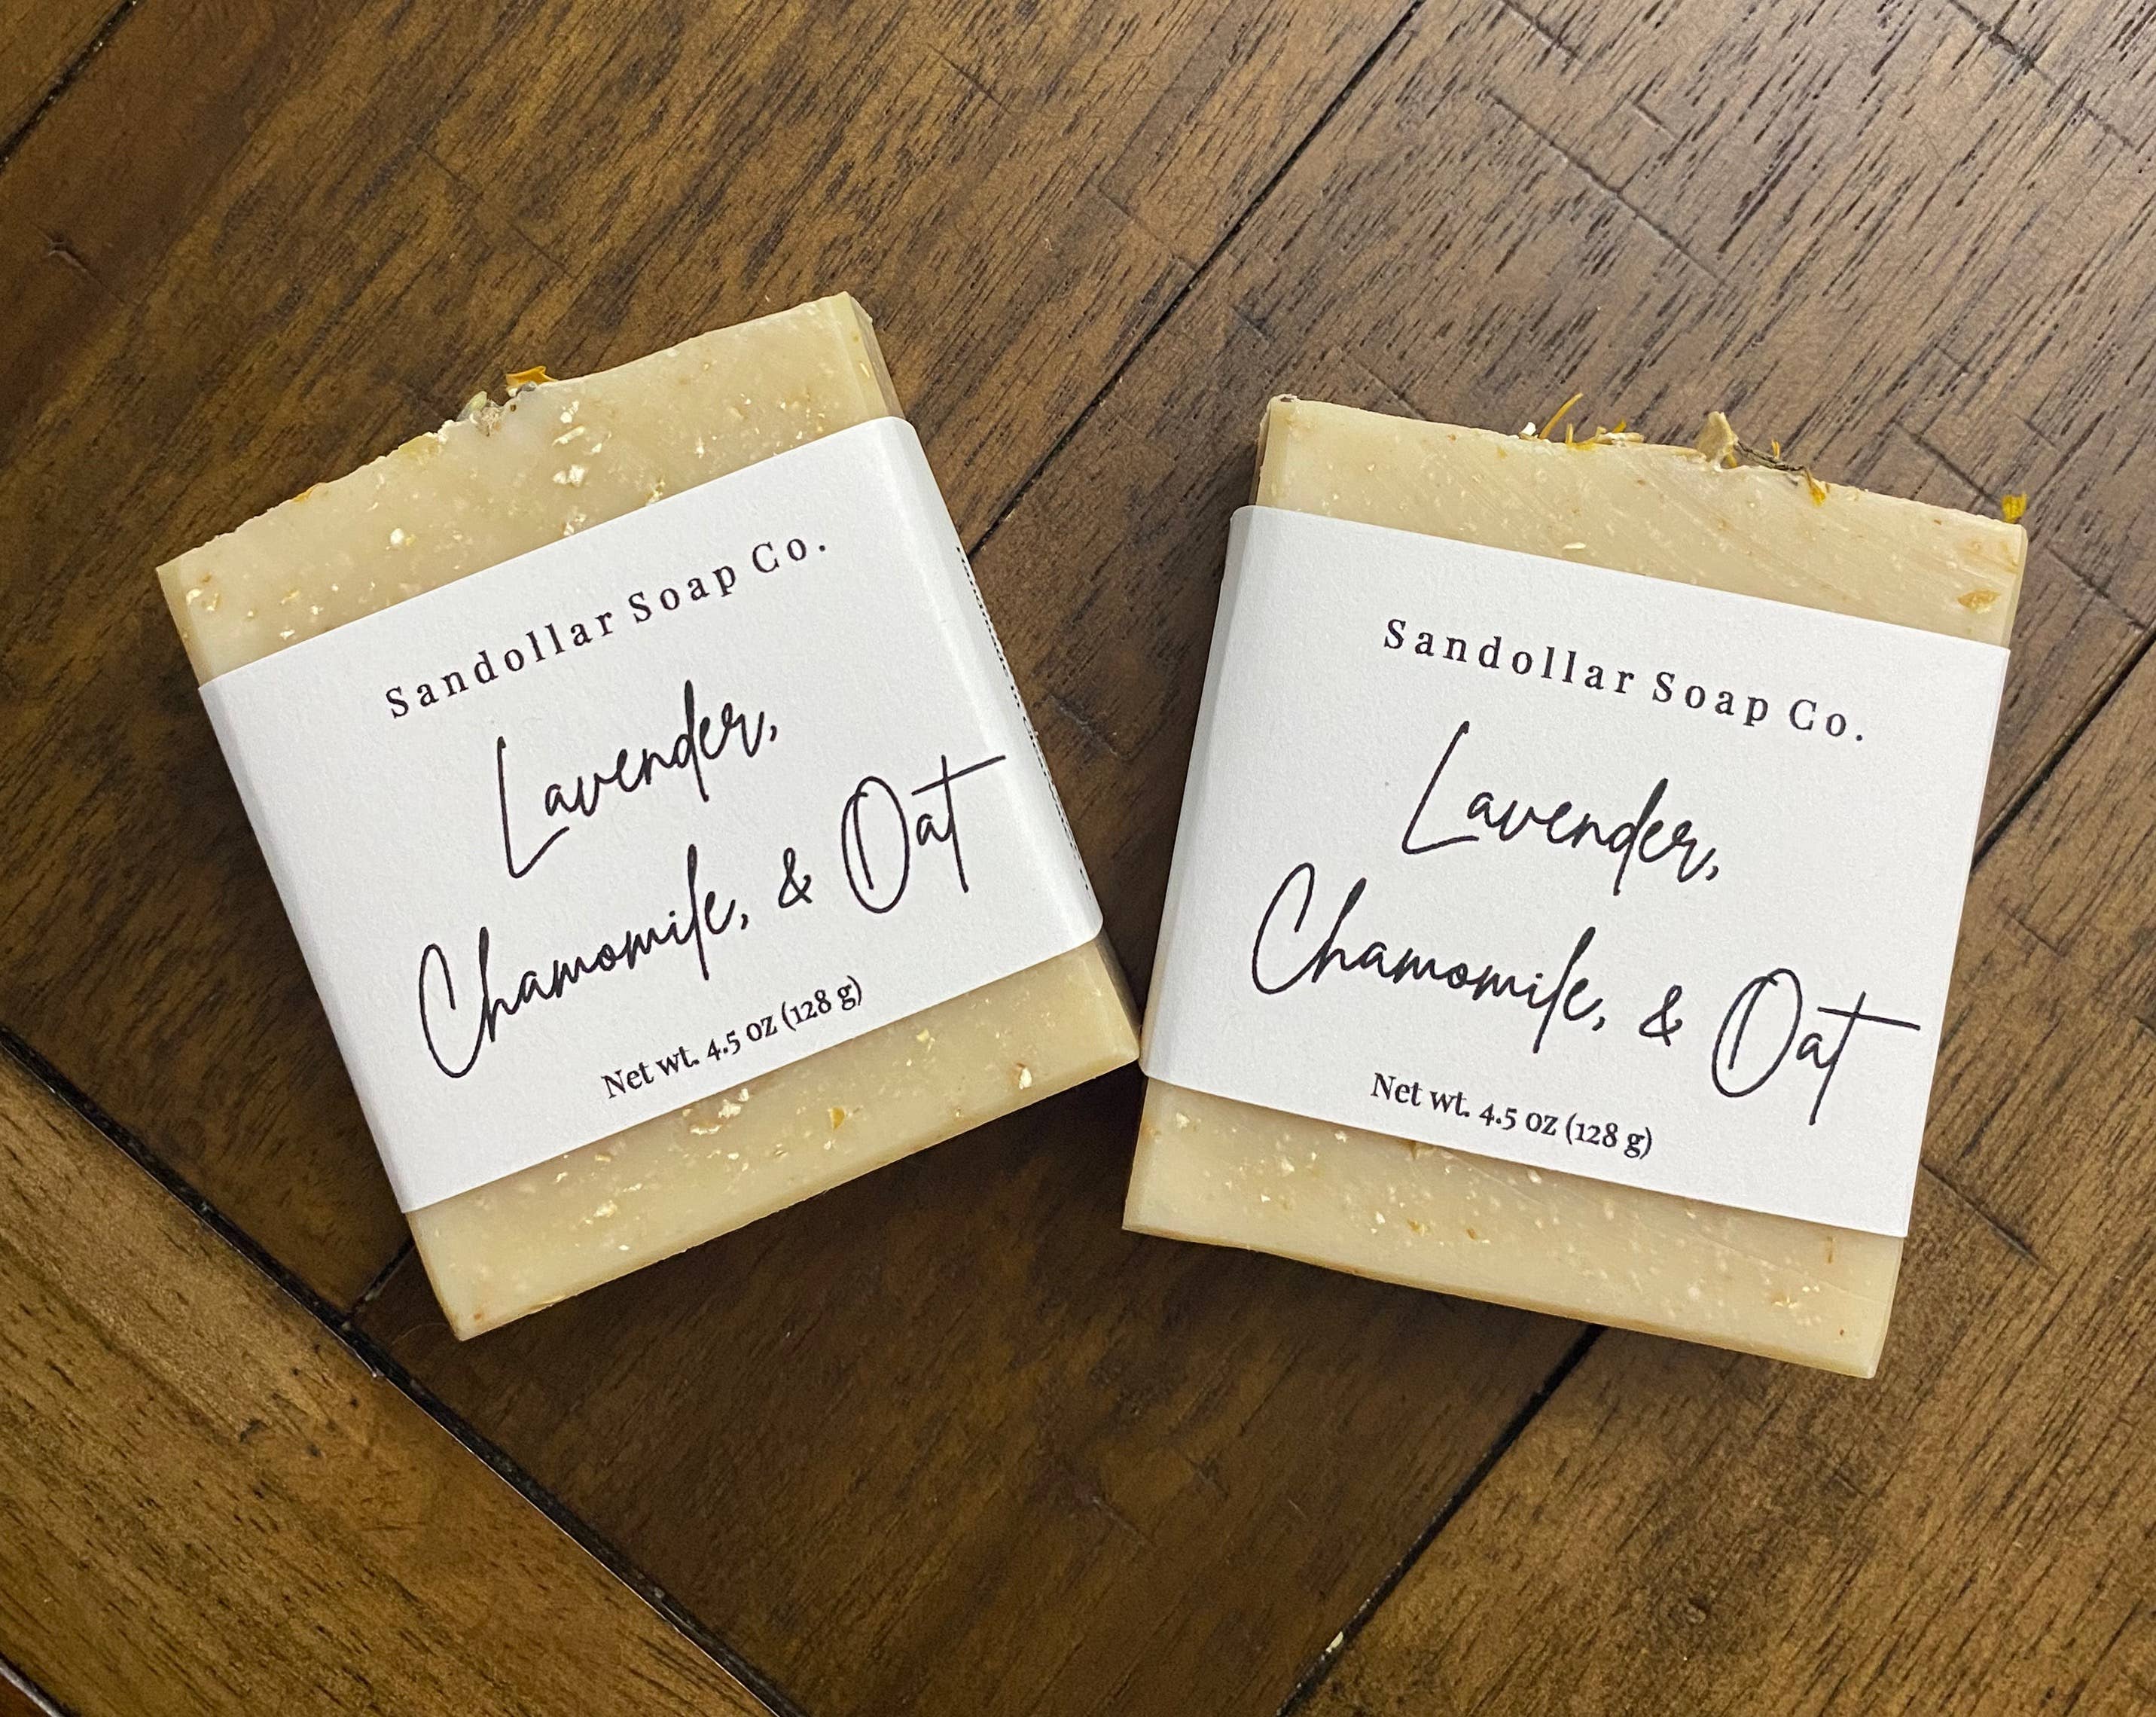 Sandollar Soap Co.
Lavender,
Chamomile, & Oat
Net wt. 4.5 oz (128 g)
Sandollar Soap Co.
Lavender,
Chamomile, & Oat
Net wt. 4.5 oz (128 g)